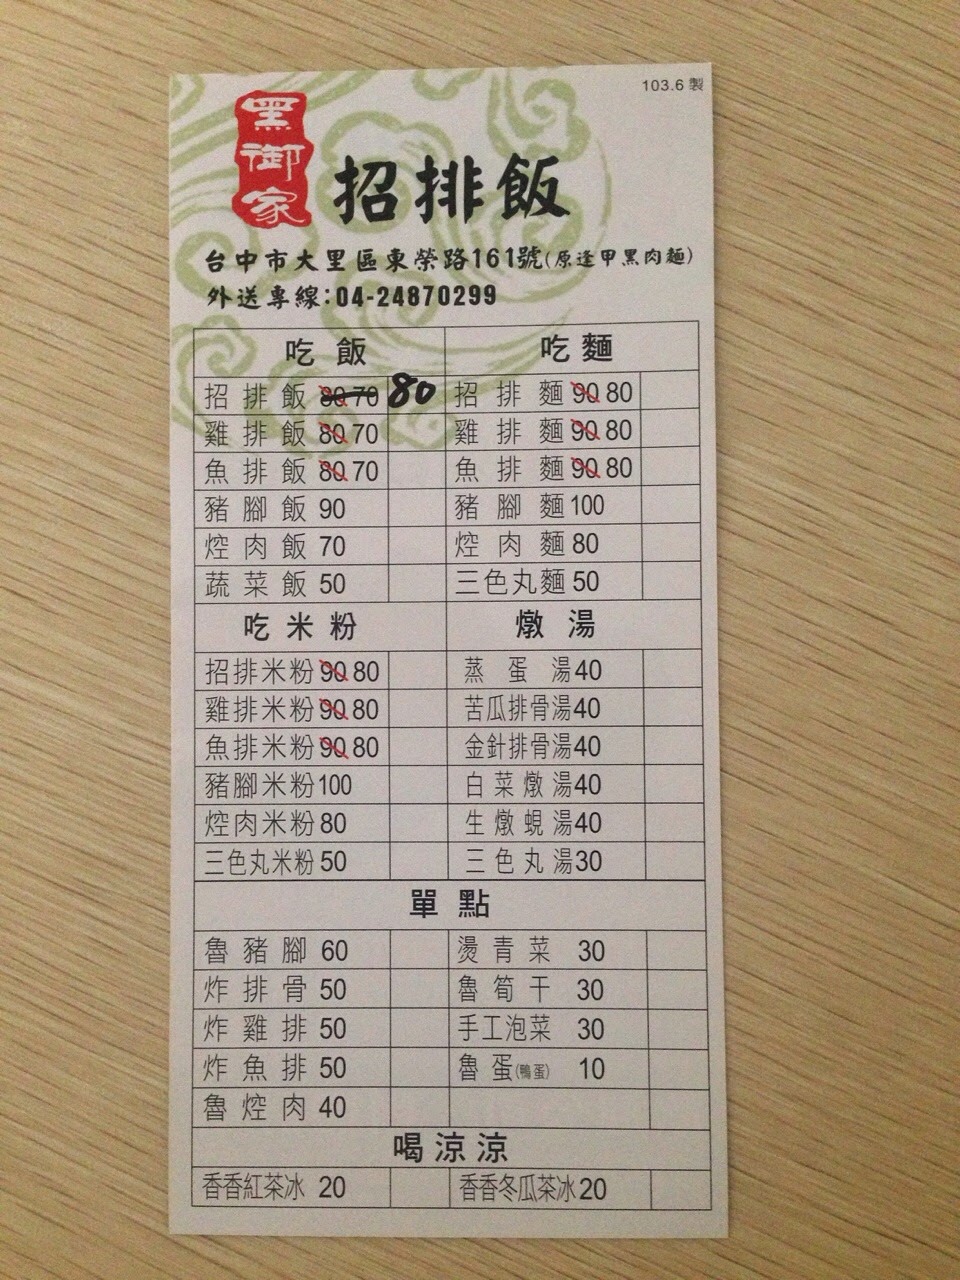 103.6 製
黑御家
招排飯
台中市大里區東榮路161號(原逢甲黑肉麵)
外送專線:04-24870299
吃飯 吃麵
招排飯 80 70 80 招排麵 90 80
雞排飯 80 70 雞排麵 90 80
魚排飯 80 70 魚排麵 90 80
豬腳飯 90 豬腳麵 100
焢肉飯 70 焢肉麵 80
蔬菜飯 50 三色丸麵 50
吃米粉 燉湯
招排米粉 90 80 蒸蛋湯 40
雞排米粉 90 80 苦瓜排骨湯 40
魚排米粉 90 80 金針排骨湯 40
豬腳米粉 100 白菜燉湯 40
焢肉米粉 80 生燉蜆湯 40
三色丸米粉 50 三色丸湯 30
單點
魯豬腳 60 燙青菜 30
炸排骨 50 魯筍干 30
炸雞排 50 手工泡菜 30
炸魚排 50 魯蛋(鴨蛋) 10
魯焢肉 40
喝涼涼
香香紅茶冰 20 香香冬瓜茶冰 20